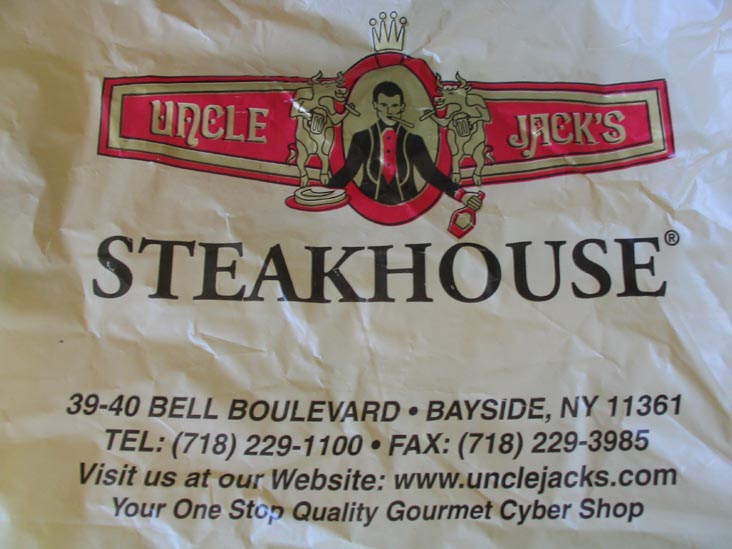 UNCLE JACK'S
STEAKHOUSE®
39-40 BELL BOULEVARD • BAYSIDE, NY 11361
TEL: (718) 229-1100 • FAX: (718) 229-3985
Visit us at our Website: www.unclejacks.com
Your One Stop Quality Gourmet Cyber Shop